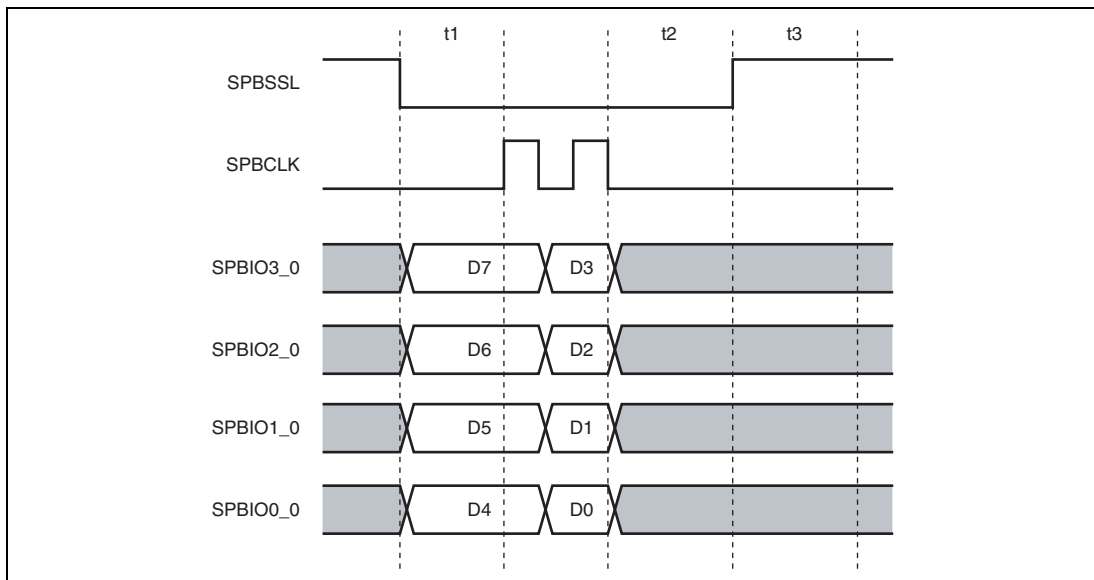 t1 t2 t3
SPBSSL
SPBCLK
SPBIO3_0 D7 D3
SPBIO2_0 D6 D2
SPBIO1_0 D5 D1
SPBIO0_0 D4 D0